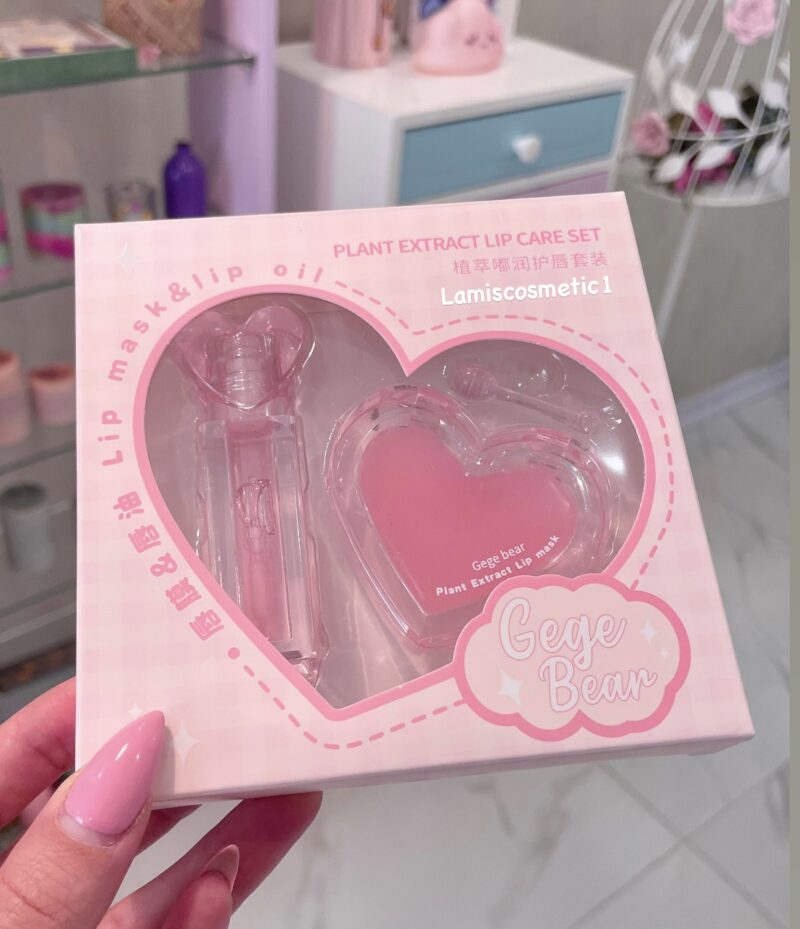 PLANT EXTRACT LIP CARE SET
植萃嘟润护唇套装
Lamiscosmetic1
唇膜&唇油 Lip mask&lip oil
Gege bear
Plant Extract Lip mask
Gege
Bear